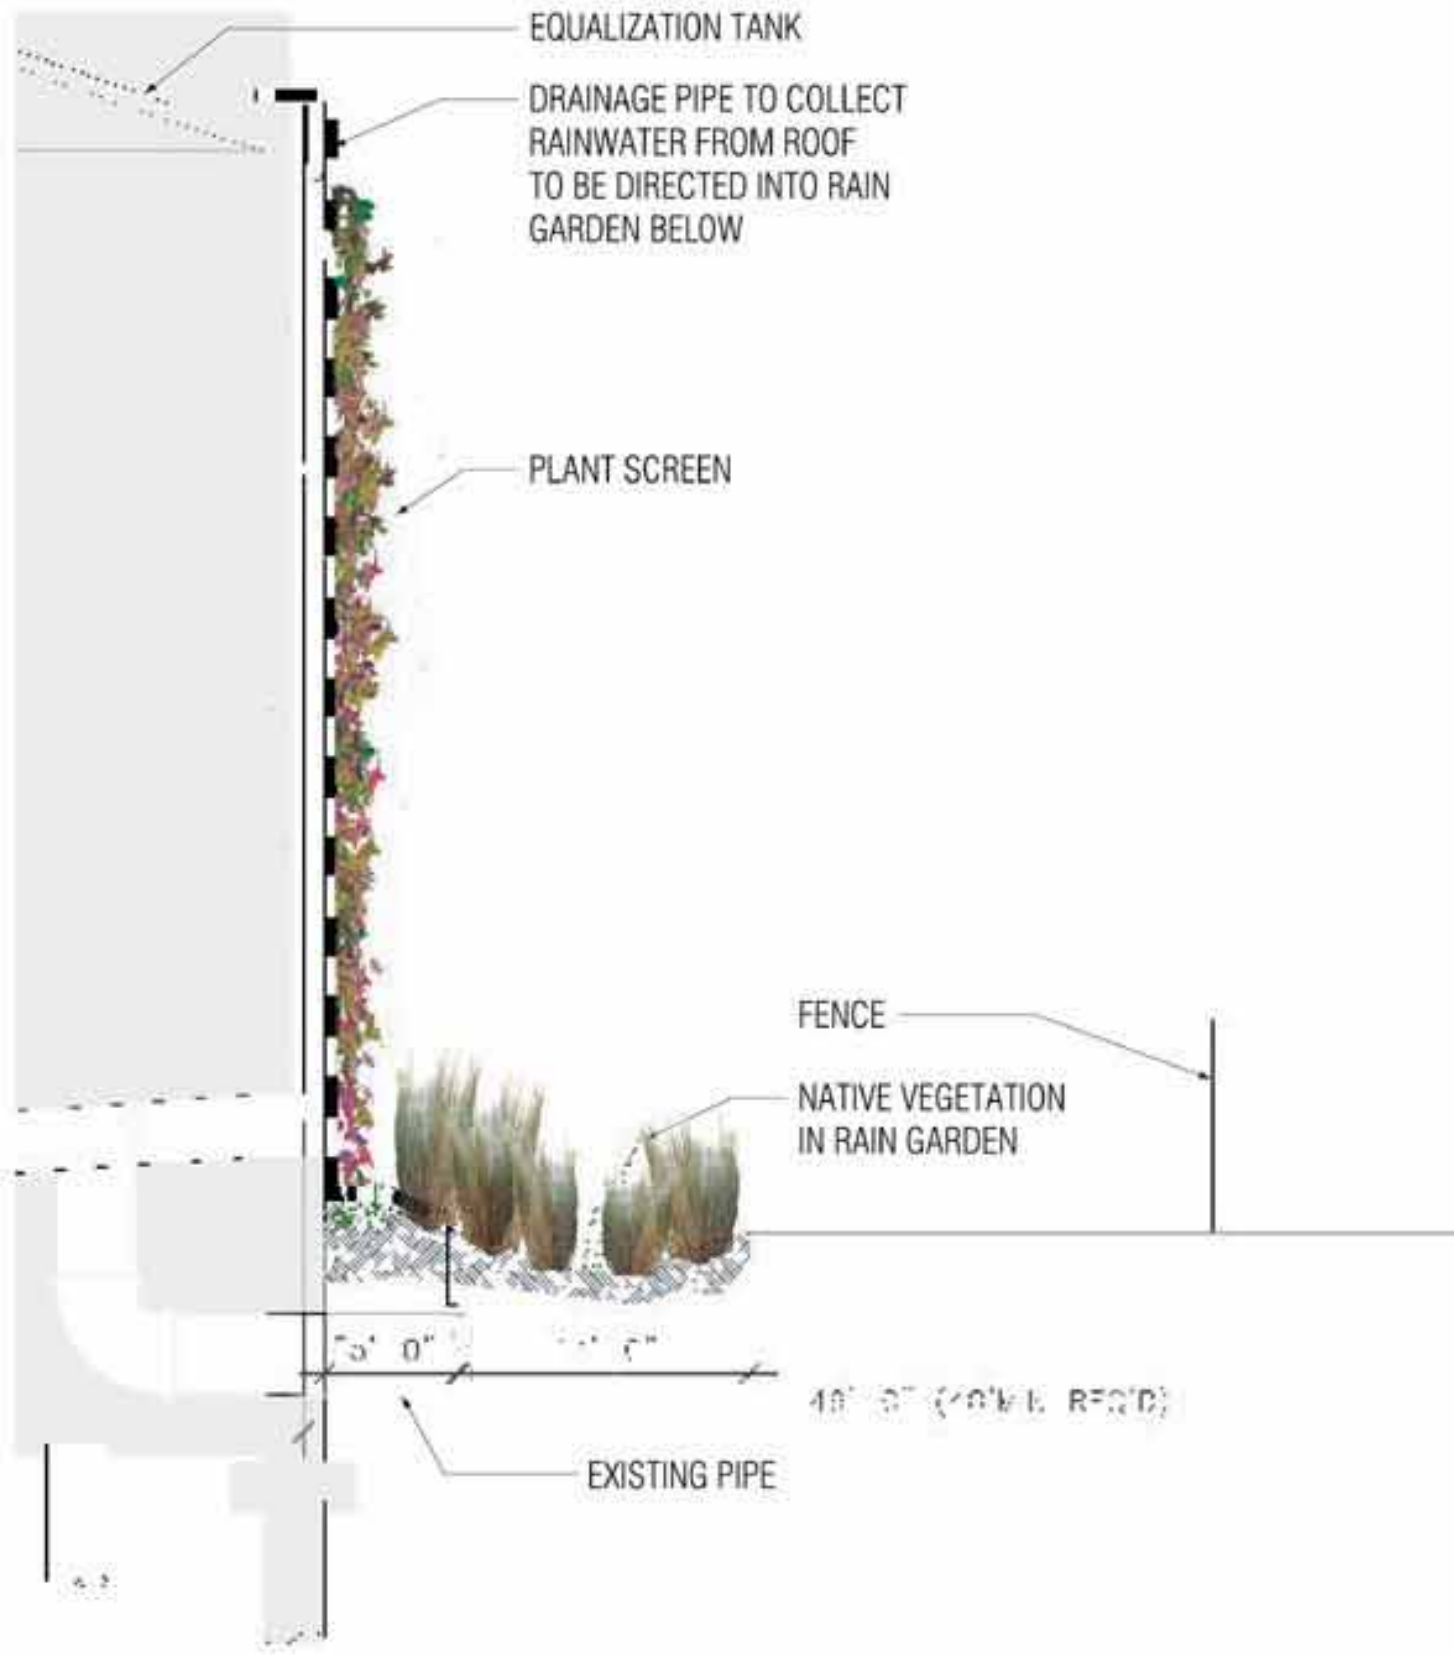 EQUALIZATION TANK
DRAINAGE PIPE TO COLLECT
RAINWATER FROM ROOF
TO BE DIRECTED INTO RAIN
GARDEN BELOW
PLANT SCREEN
FENCE
NATIVE VEGETATION
IN RAIN GARDEN
EXISTING PIPE